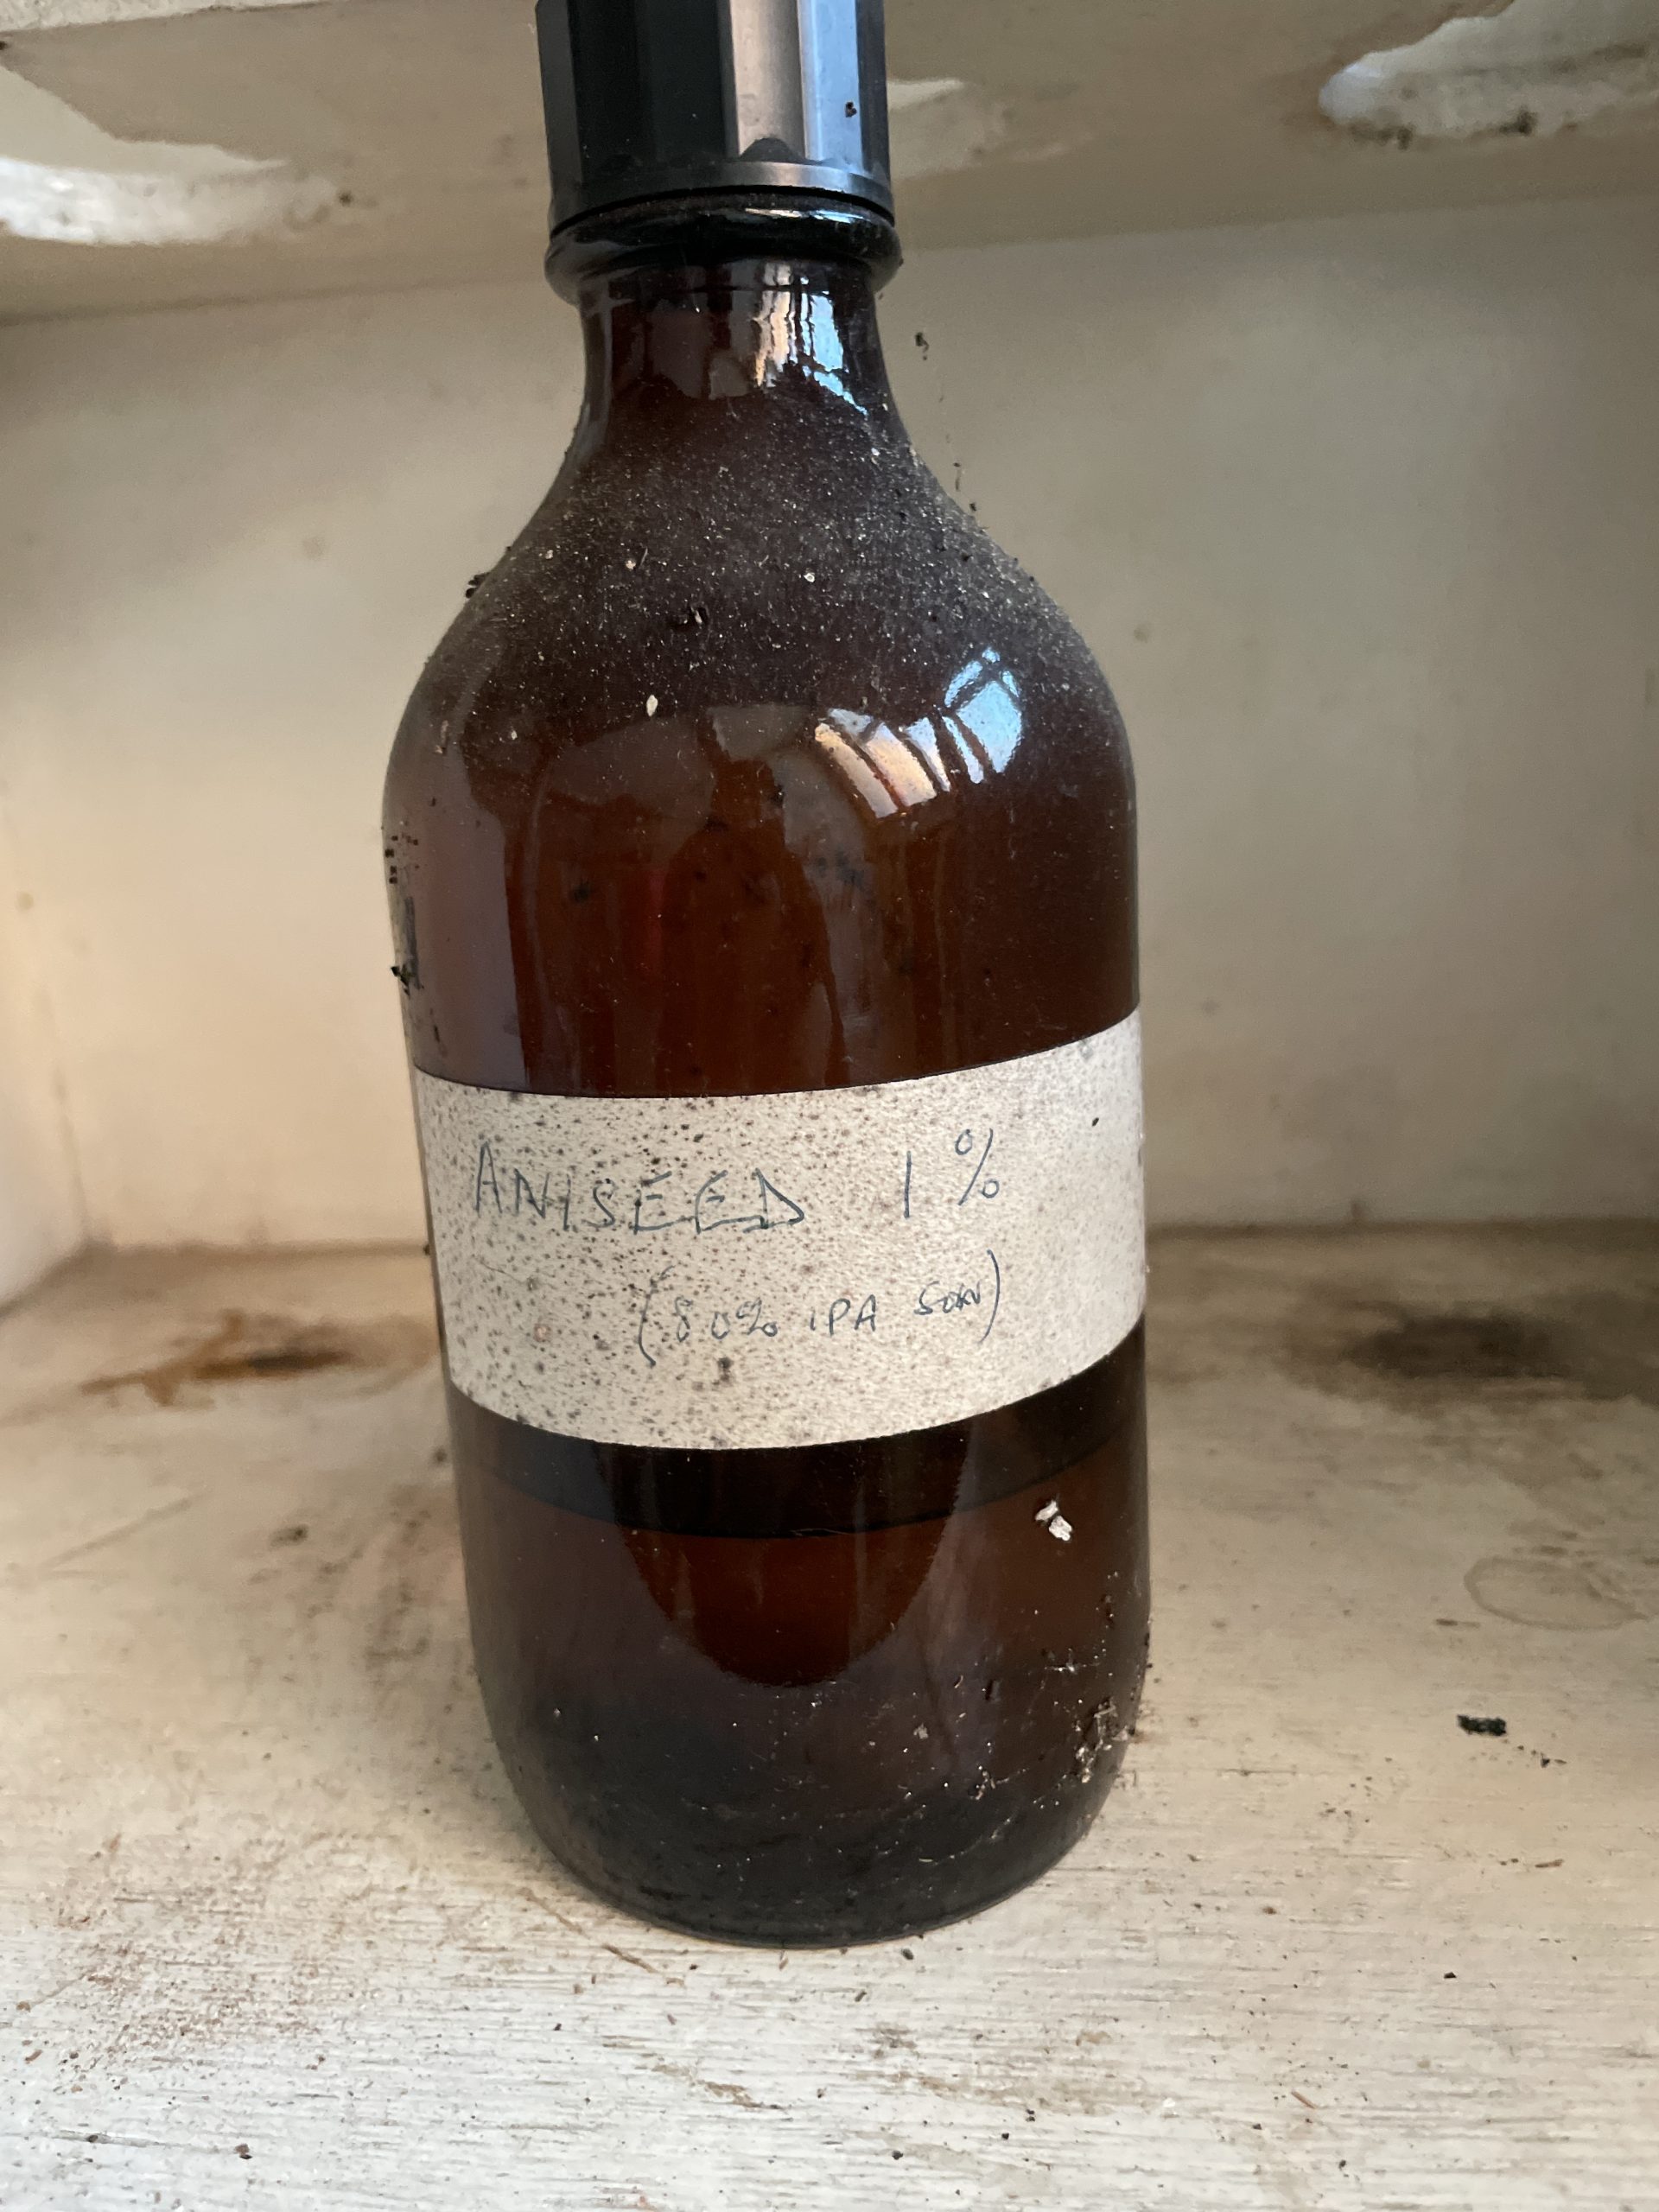 ANISEED 1%
(80% IPA SOLN)